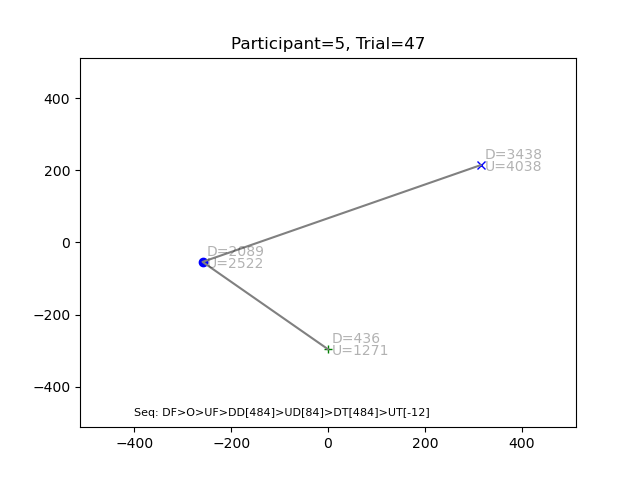 Participant=5, Trial=47
400
200
0
−200
−400
D=3438
U=4038
D=2089
U=2522
D=436
U=1271
Seq: DF>O>UF>DD[484]>UD[84]>DT[484]>UT[-12]
−400
−200
0
200
400